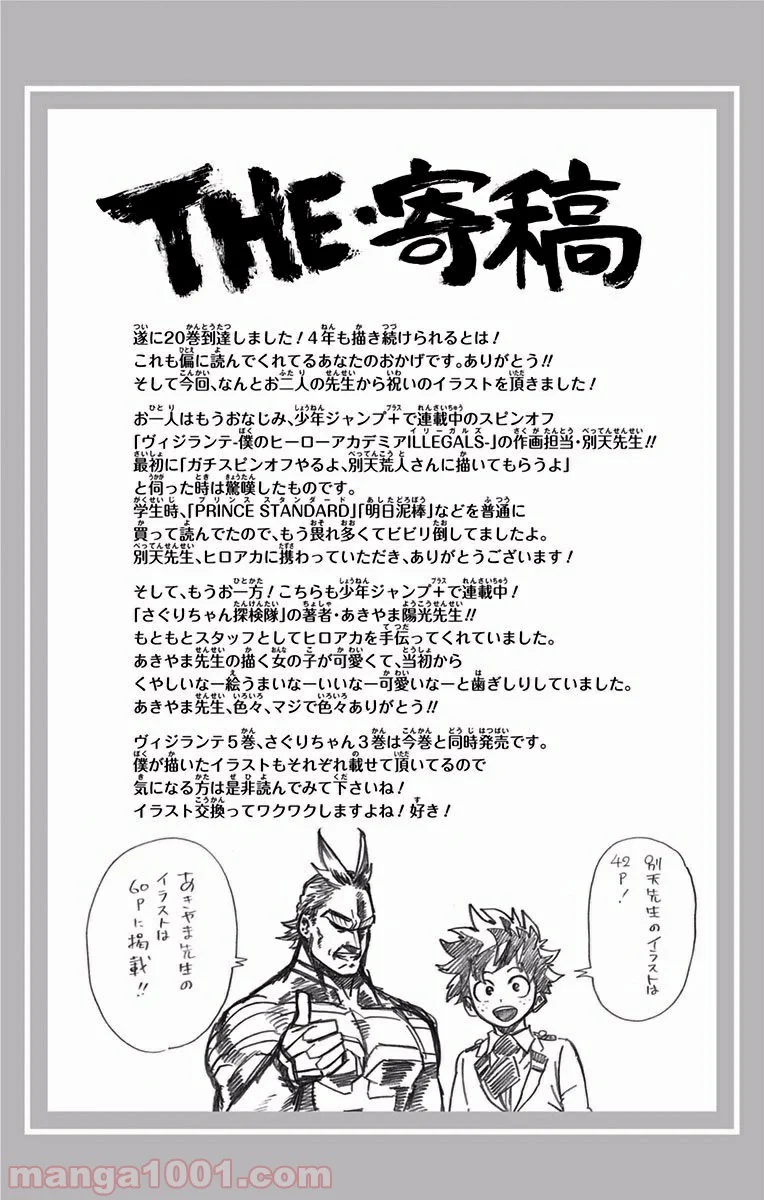 THE・寄稿
遂に20巻到達しました！4年も描き続けられるとは！
これも偏に読んでくれてるあなたのおかげです。ありがとう!!
そして今回、なんとお二人の先生から祝いのイラストを頂きました！
お一人はもうおなじみ、少年ジャンプ＋で連載中のスピンオフ
「ヴィジランテ-僕のヒーローアカデミアILLEGALS-」の作画担当・別天先生!!
最初に「ガチスピンオフやるよ、別天荒人さんに描いてもらうよ」
と伺った時は驚嘆したものです。
学生時、「PRINCE STANDARD」「明日泥棒」などを普通に
買って読んでたので、もう畏れ多くてビビリ倒してましたよ。
別天先生、ヒロアカに携わっていただき、ありがとうございます！
そして、もうお一方！こちらも少年ジャンプ＋で連載中！
「さぐりちゃん探検隊」の著者・あきやま陽光先生!!
もともとスタッフとしてヒロアカを手伝ってくれていました。
あきやま先生の描く女の子が可愛くて、当初から
くやしいなー絵うまいなーいいなー可愛いなーと歯ぎしりしていました。
あきやま先生、色々、マジで色々ありがとう!!
ヴィジランテ5巻、さぐりちゃん3巻は今巻と同時発売です。
僕が描いたイラストもそれぞれ載せて頂いてるので
気になる方は是非読んでみて下さいね！
イラスト交換ってワクワクしますよね！好き！
別天先生のイラストは
42P！
あきやま先生の
イラストは
60Pに掲載!!
manga1001.com